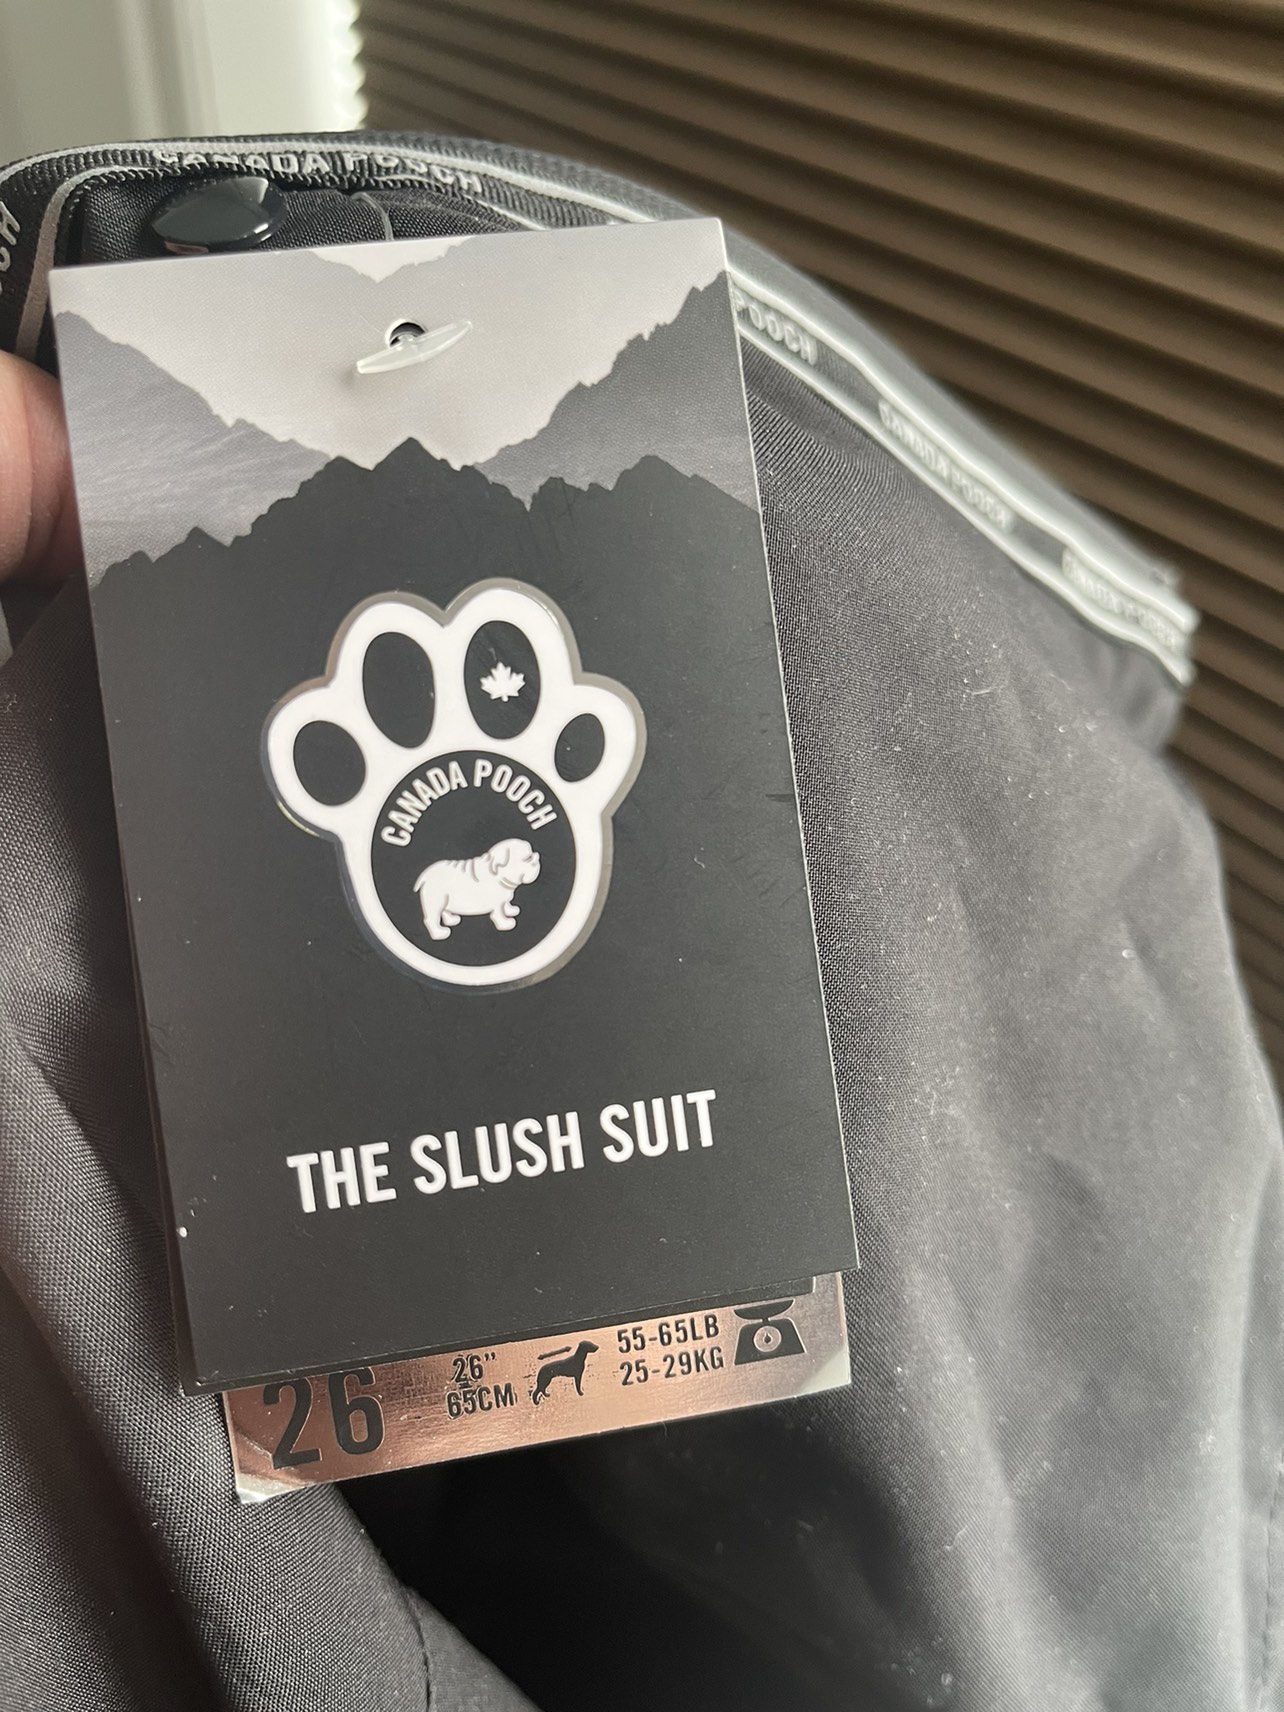 CANADA POOCH
CH
POOCH
CANADA POOCH
CANADA POOCH
CANADA POOCH
THE SLUSH SUIT
26
26"
65CM
55-65LB
25-29KG